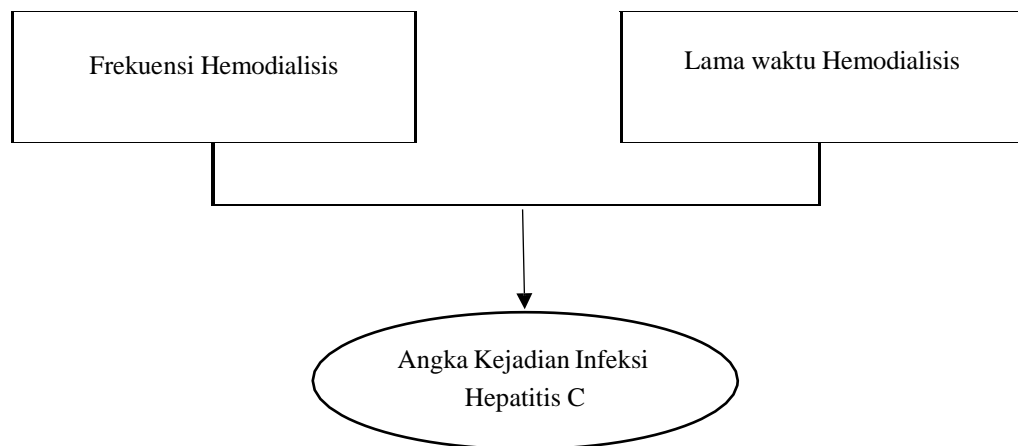 Frekuensi Hemodialisis
Lama waktu Hemodialisis
Angka Kejadian Infeksi
Hepatitis C